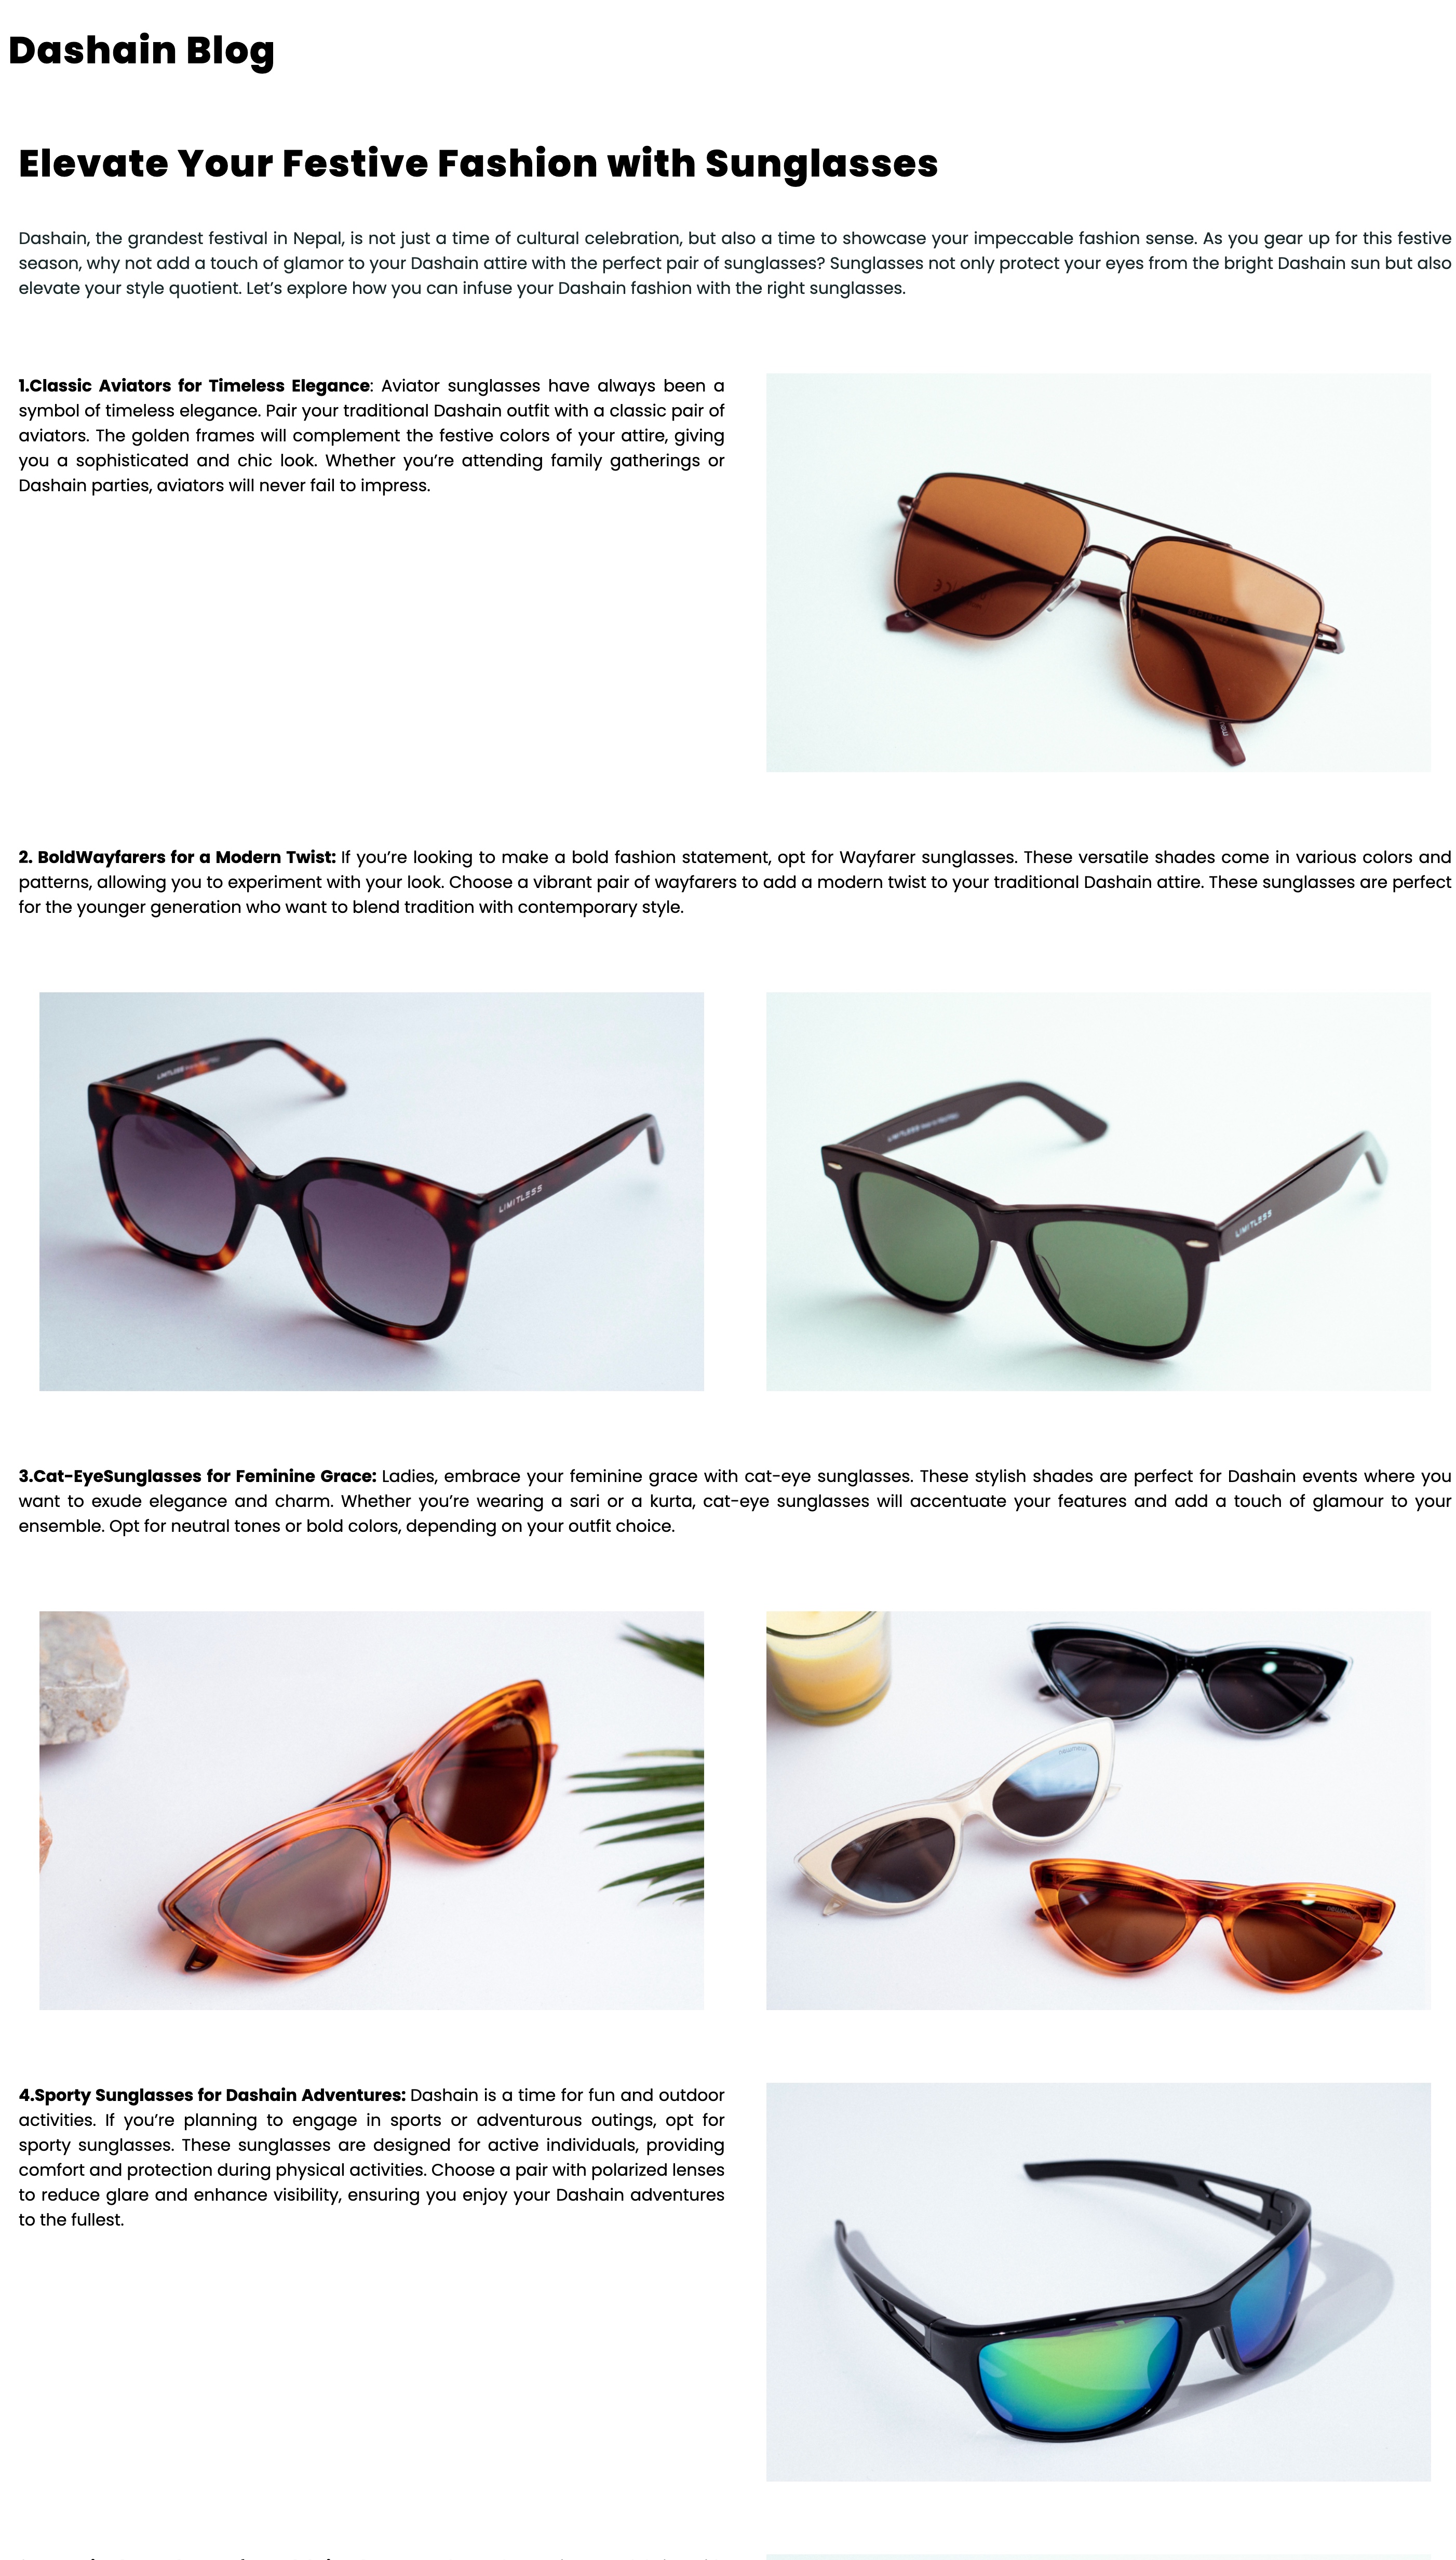 Dashain Blog
Elevate Your Festive Fashion with Sunglasses
Dashain, the grandest festival in Nepal, is not just a time of cultural celebration, but also a time to showcase your impeccable fashion sense. As you gear up for this festive
season, why not add a touch of glamor to your Dashain attire with the perfect pair of sunglasses? Sunglasses not only protect your eyes from the bright Dashain sun but also
elevate your style quotient. Let’s explore how you can infuse your Dashain fashion with the right sunglasses.
1.Classic Aviators for Timeless Elegance: Aviator sunglasses have always been a
symbol of timeless elegance. Pair your traditional Dashain outfit with a classic pair of
aviators. The golden frames will complement the festive colors of your attire, giving
you a sophisticated and chic look. Whether you’re attending family gatherings or
Dashain parties, aviators will never fail to impress.
2. BoldWayfarers for a Modern Twist: If you’re looking to make a bold fashion statement, opt for Wayfarer sunglasses. These versatile shades come in various colors and
patterns, allowing you to experiment with your look. Choose a vibrant pair of wayfarers to add a modern twist to your traditional Dashain attire. These sunglasses are perfect
for the younger generation who want to blend tradition with contemporary style.
LIMITLESS
LIMITLESS
LIMITLESS
LIMITLESS
3.Cat-EyeSunglasses for Feminine Grace: Ladies, embrace your feminine grace with cat-eye sunglasses. These stylish shades are perfect for Dashain events where you
want to exude elegance and charm. Whether you’re wearing a sari or a kurta, cat-eye sunglasses will accentuate your features and add a touch of glamour to your
ensemble. Opt for neutral tones or bold colors, depending on your outfit choice.
4.Sporty Sunglasses for Dashain Adventures: Dashain is a time for fun and outdoor
activities. If you’re planning to engage in sports or adventurous outings, opt for
sporty sunglasses. These sunglasses are designed for active individuals, providing
comfort and protection during physical activities. Choose a pair with polarized lenses
to reduce glare and enhance visibility, ensuring you enjoy your Dashain adventures
to the fullest.